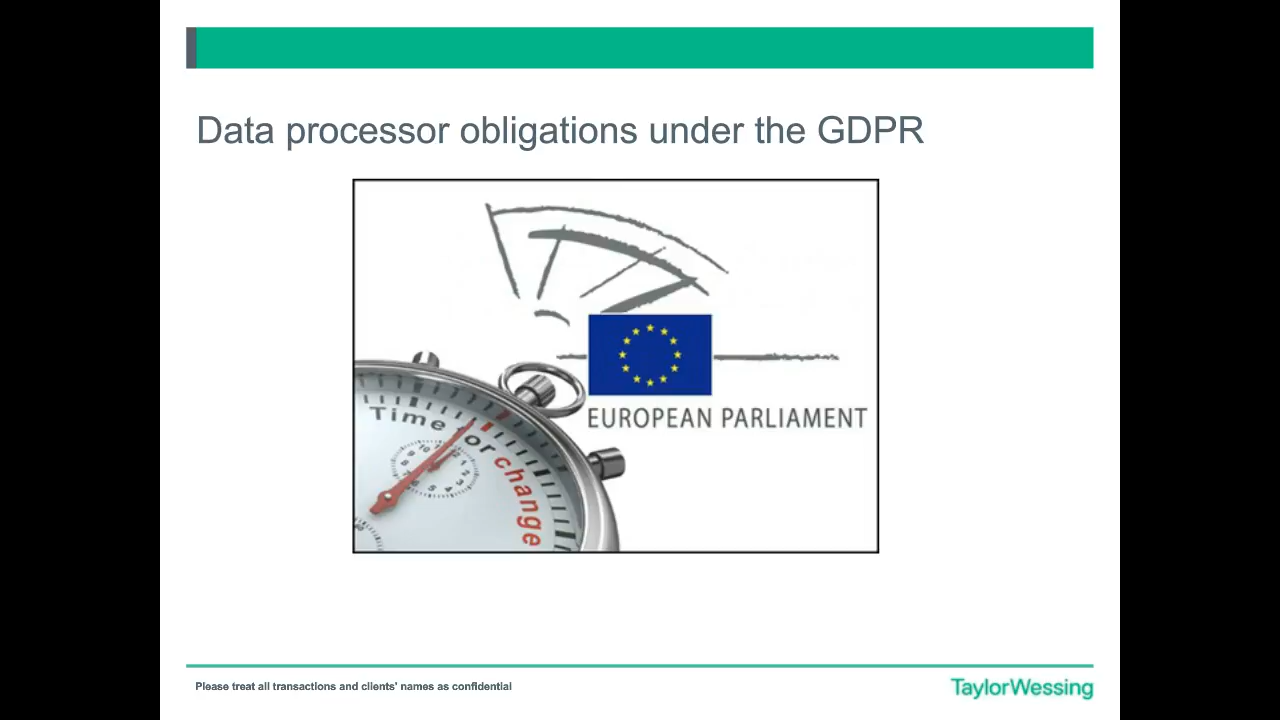 Data processor obligations under the GDPR
EUROPEAN PARLIAMENT
Time for change
Please treat all transactions and clients' names as confidential
TaylorWessing